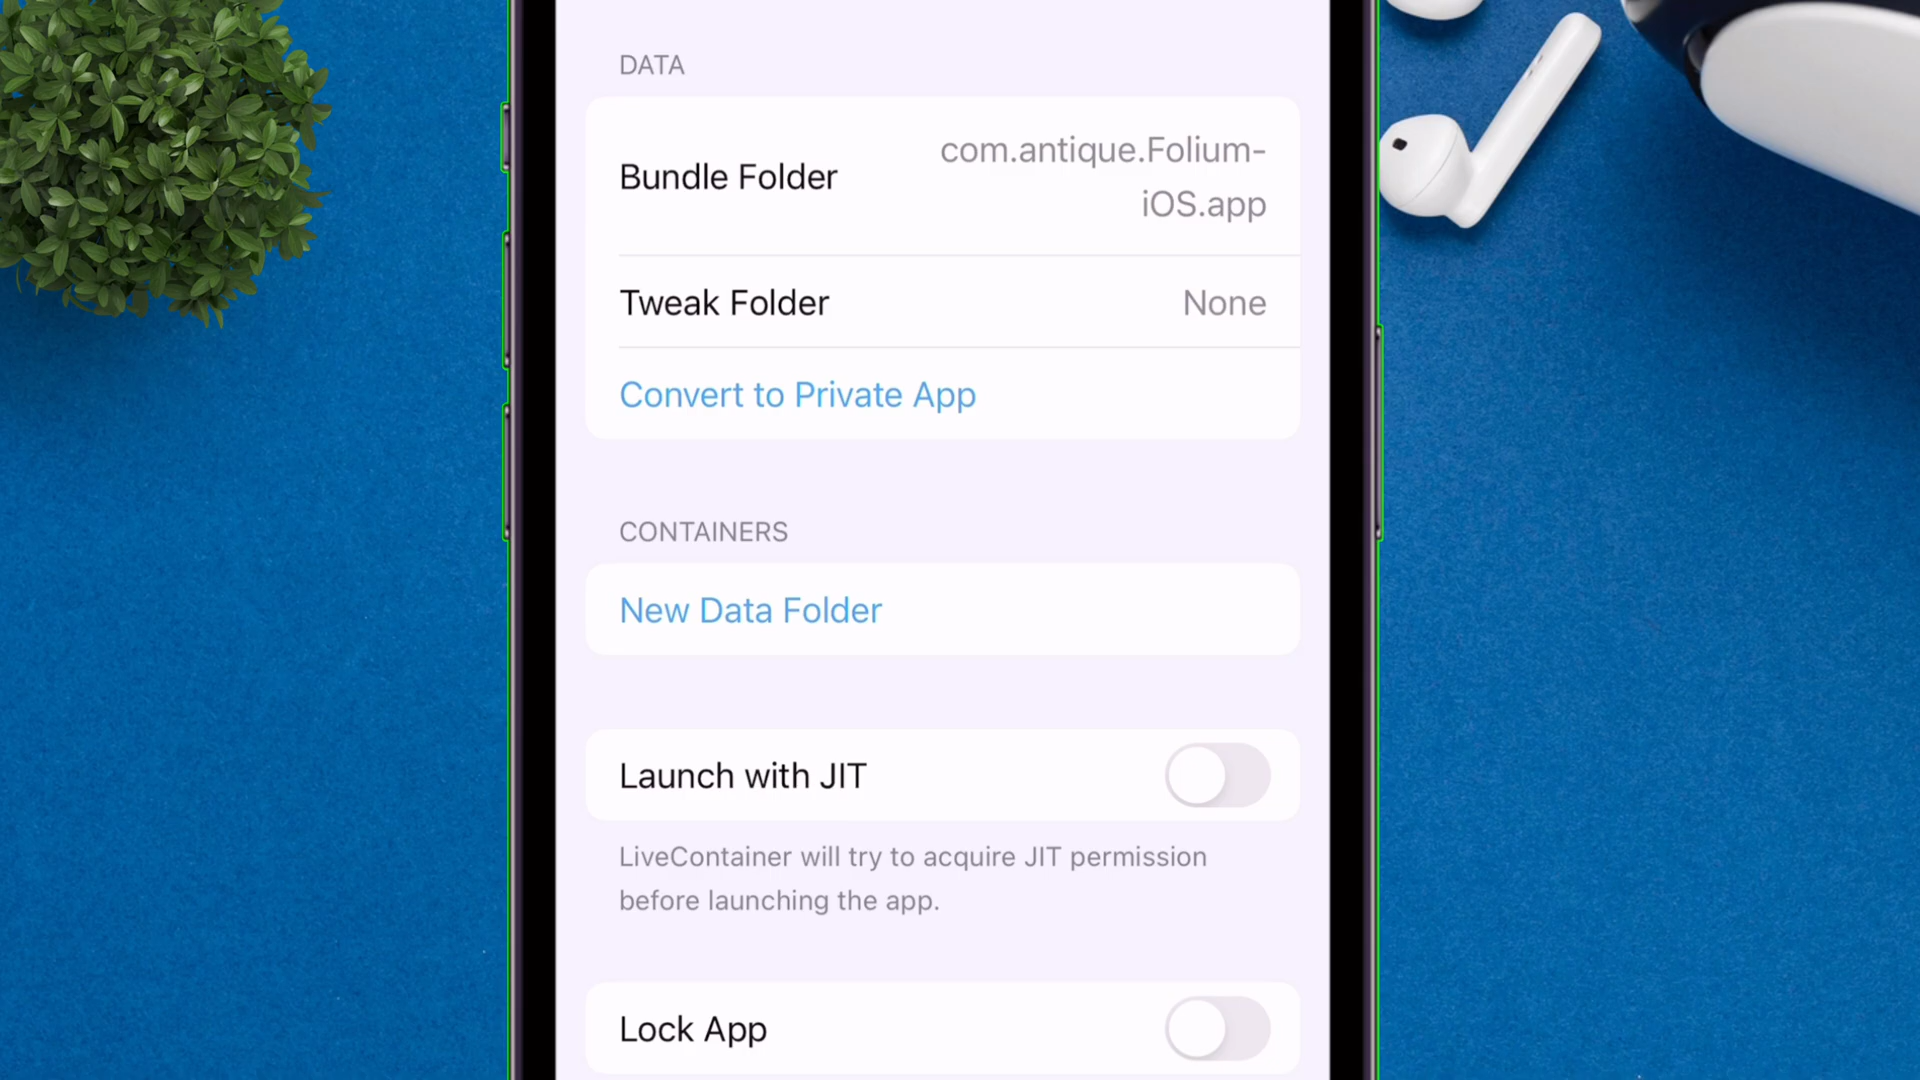 DATA
Bundle Folder
com.antique.Folium-
iOS.app
Tweak Folder
None
Convert to Private App
CONTAINERS
New Data Folder
Launch with JIT
LiveContainer will try to acquire JIT permission
before launching the app.
Lock App